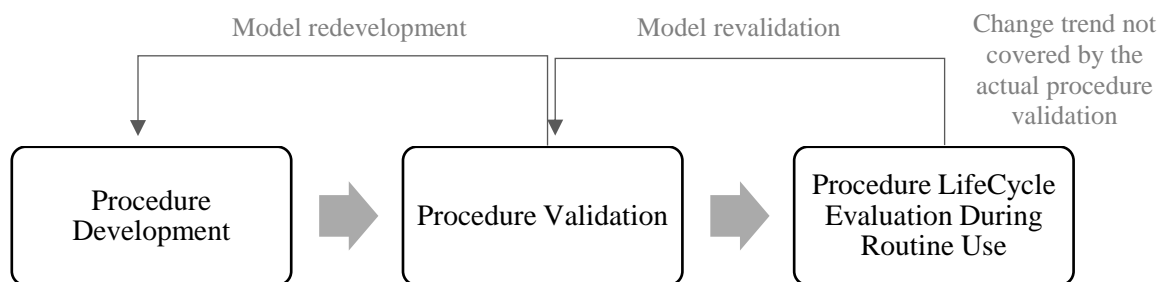 Model redevelopment
Model revalidation
Change trend not
covered by the
actual procedure
validation
Procedure
Development
Procedure Validation
Procedure LifeCycle
Evaluation During
Routine Use